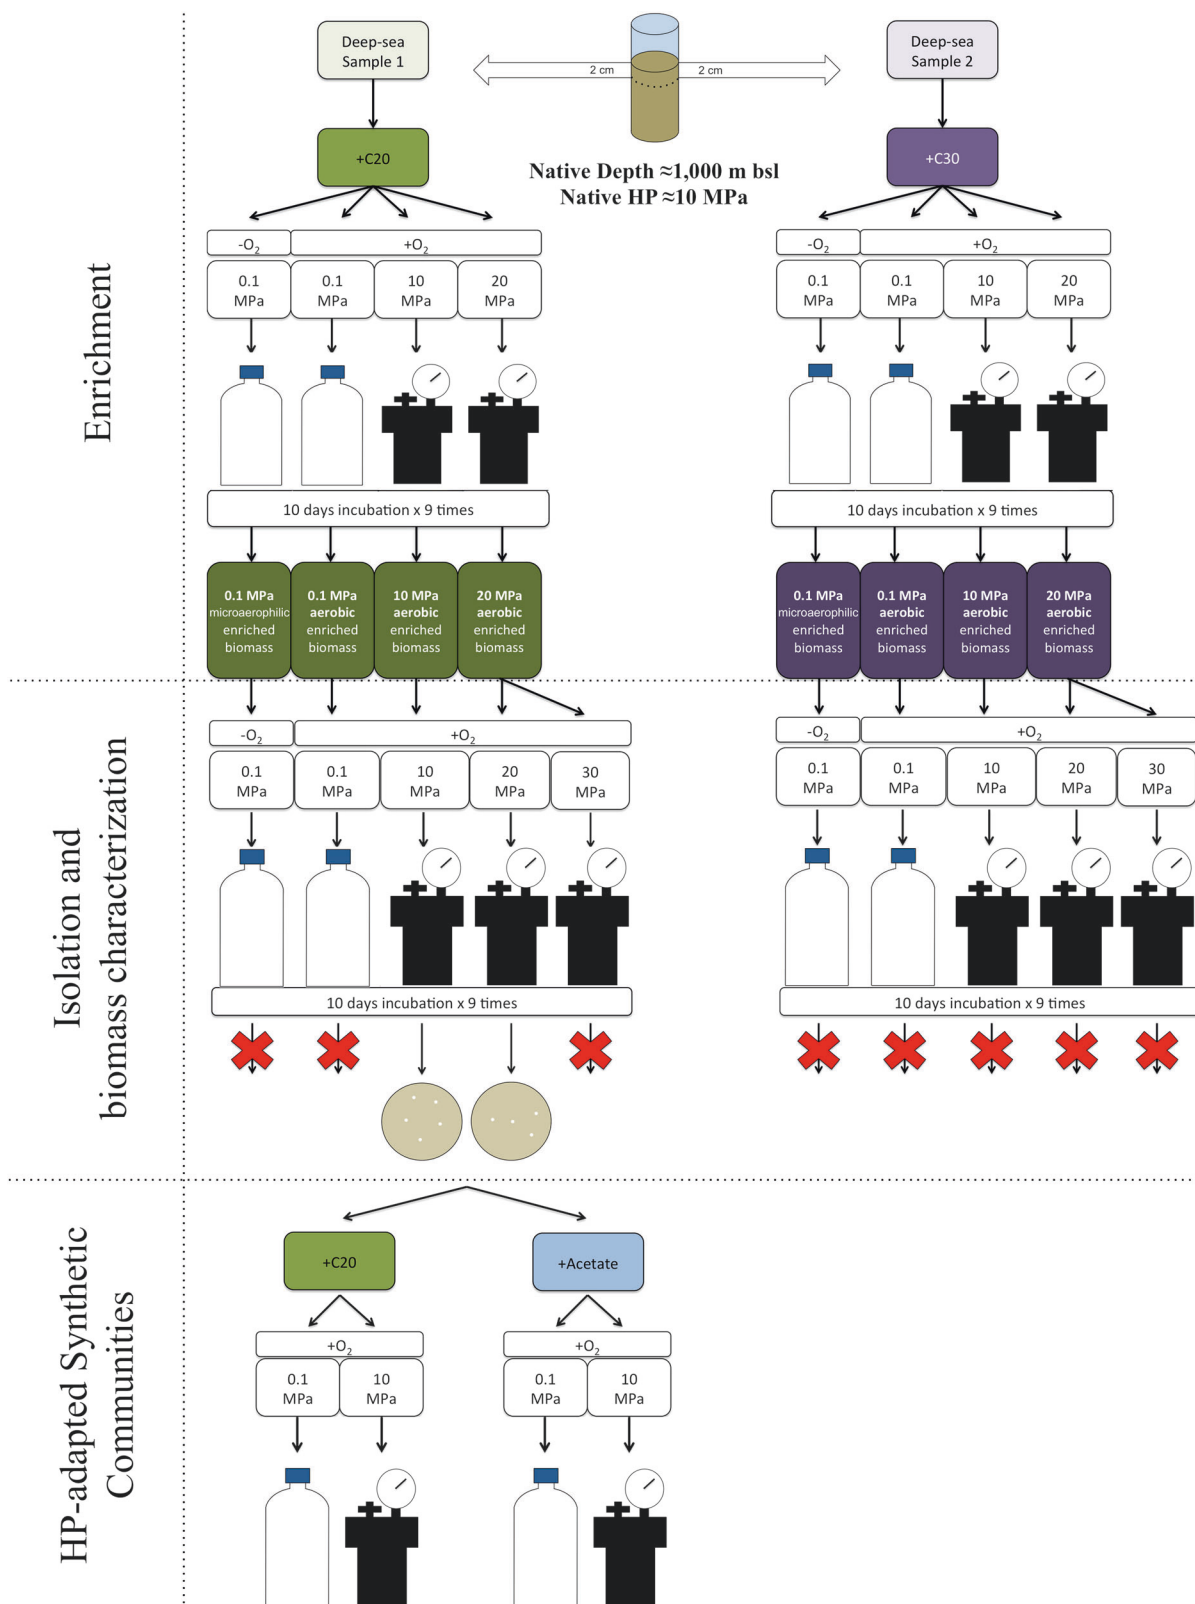 Deep-sea
Sample 1
2 cm
2 cm
Deep-sea
Sample 2
+C20
+C30
Native Depth ≈1,000 m bsl
Native HP ≈10 MPa
Enrichment
-O2
+O2
0.1
MPa
0.1
MPa
10
MPa
20
MPa
-O2
+O2
0.1
MPa
0.1
MPa
10
MPa
20
MPa
10 days incubation x 9 times
10 days incubation x 9 times
0.1 MPa
microaerophilic
enriched
biomass
0.1 MPa
aerobic
enriched
biomass
10 MPa
aerobic
enriched
biomass
20 MPa
aerobic
enriched
biomass
0.1 MPa
microaerophilic
enriched
biomass
0.1 MPa
aerobic
enriched
biomass
10 MPa
aerobic
enriched
biomass
20 MPa
aerobic
enriched
biomass
Isolation and
biomass characterization
-O2
+O2
0.1
MPa
0.1
MPa
10
MPa
20
MPa
30
MPa
-O2
+O2
0.1
MPa
0.1
MPa
10
MPa
20
MPa
30
MPa
10 days incubation x 9 times
10 days incubation x 9 times
HP-adapted Synthetic
Communities
+C20
+Acetate
+O2
0.1
MPa
10
MPa
+O2
0.1
MPa
10
MPa